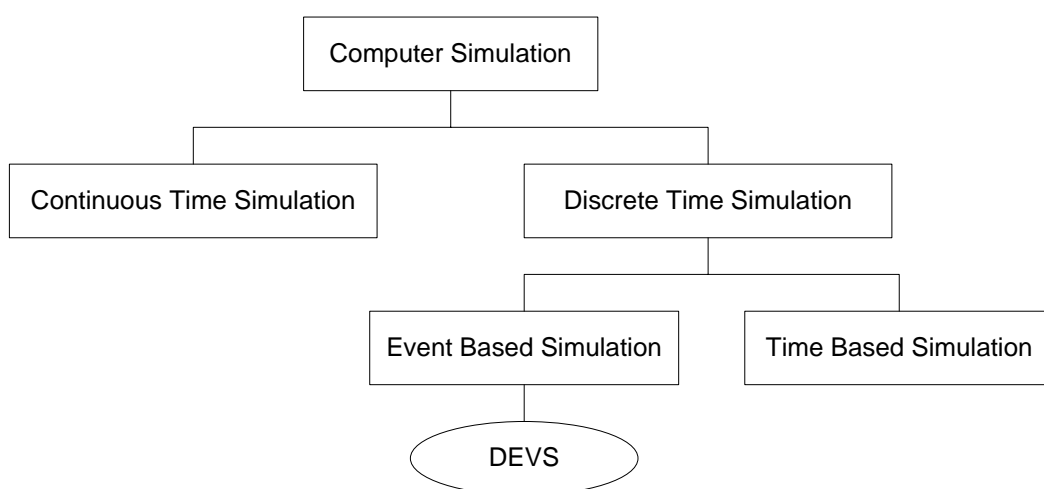 Computer Simulation
Continuous Time Simulation
Discrete Time Simulation
Event Based Simulation
Time Based Simulation
DEVS